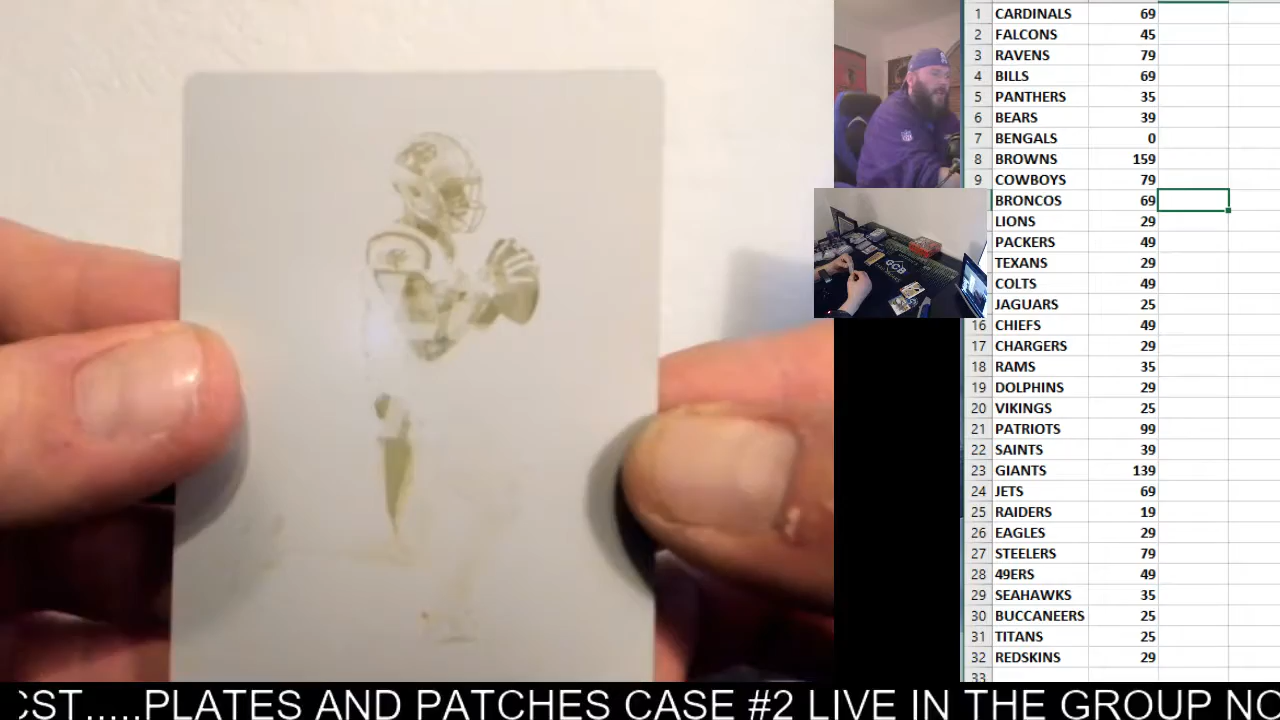 1 CARDINALS 69
2 FALCONS 45
3 RAVENS 79
4 BILLS 69
5 PANTHERS 35
6 BEARS 39
7 BENGALS 0
8 BROWNS 159
9 COWBOYS 79
BRONCOS 69
LIONS 29
PACKERS 49
TEXANS 29
COLTS 49
JAGUARS 25
16 CHIEFS 49
17 CHARGERS 29
18 RAMS 35
19 DOLPHINS 29
20 VIKINGS 25
21 PATRIOTS 99
22 SAINTS 39
23 GIANTS 139
24 JETS 69
25 RAIDERS 19
26 EAGLES 29
27 STEELERS 79
28 49ERS 49
29 SEAHAWKS 35
30 BUCCANEERS 25
31 TITANS 25
32 REDSKINS 29
33
NFL
GCB
CST.....PLATES AND PATCHES CASE #2 LIVE IN THE GROUP NO